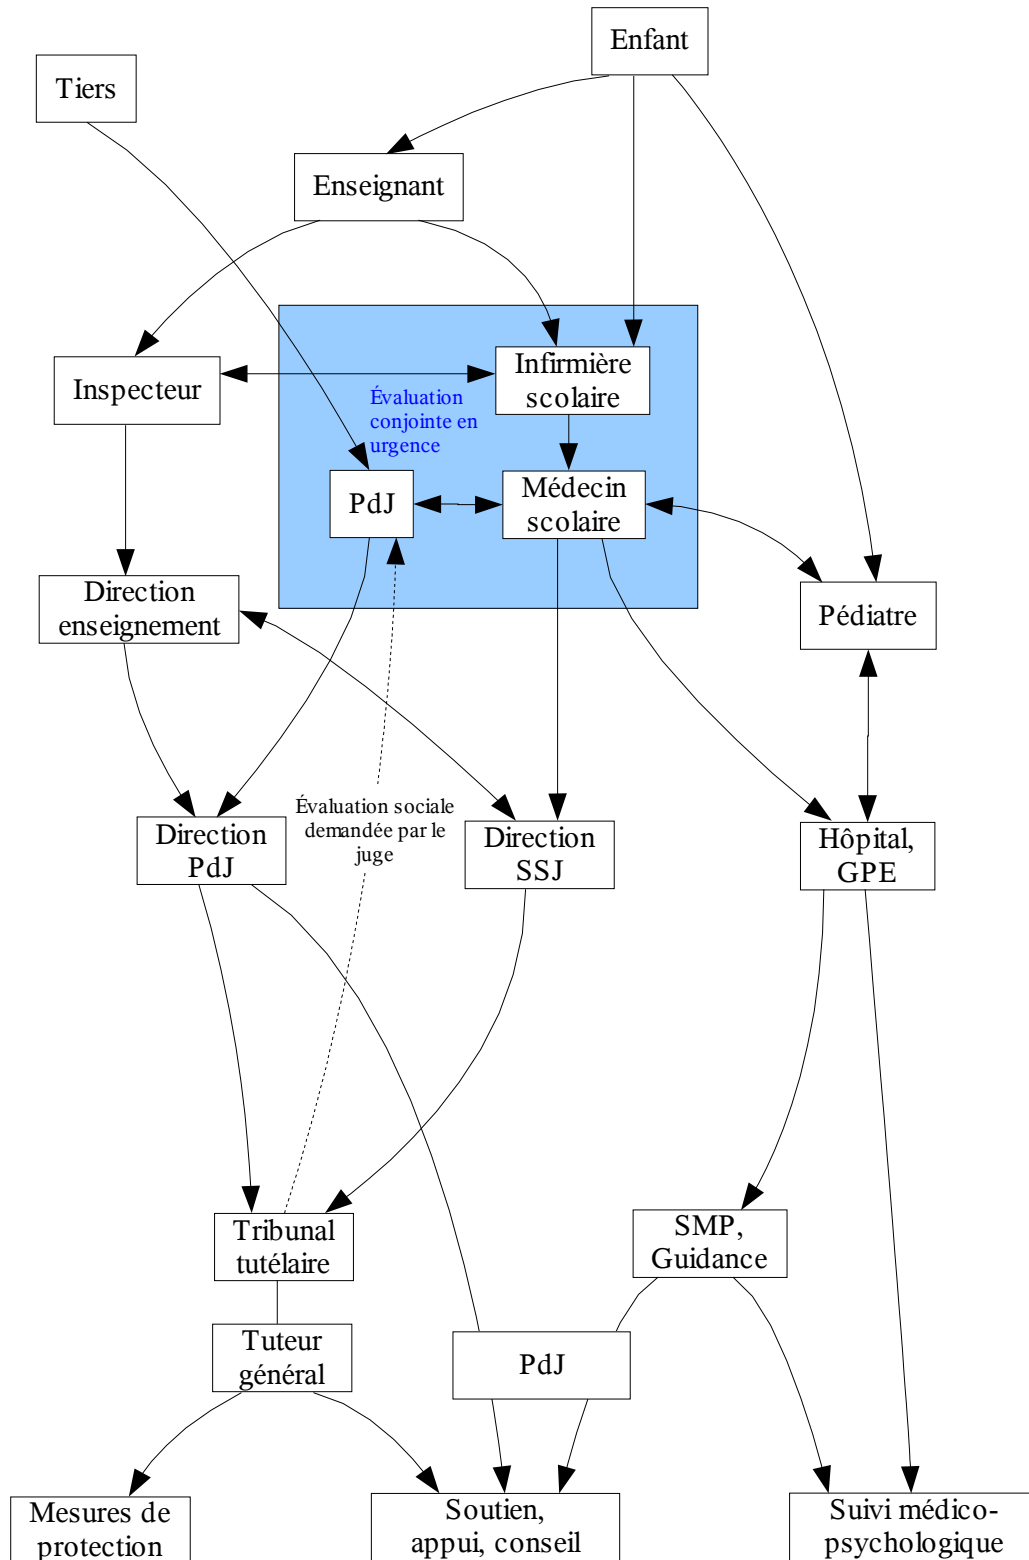 Enfant
Tiers
Enseignant
Infirmière
scolaire
Inspecteur
Évaluation
conjointe en
urgence
PdJ
Médecin
scolaire
Direction
enseignement
Pédiatre
Évaluation sociale
demandée par le
juge
Direction
PdJ
Direction
SSJ
Hôpital,
GPE
Tribunal
tutélaire
SMP,
Guidance
Tuteur
général
PdJ
Mesures de
protection
Soutien,
appui, conseil
Suivi médico-
psychologique